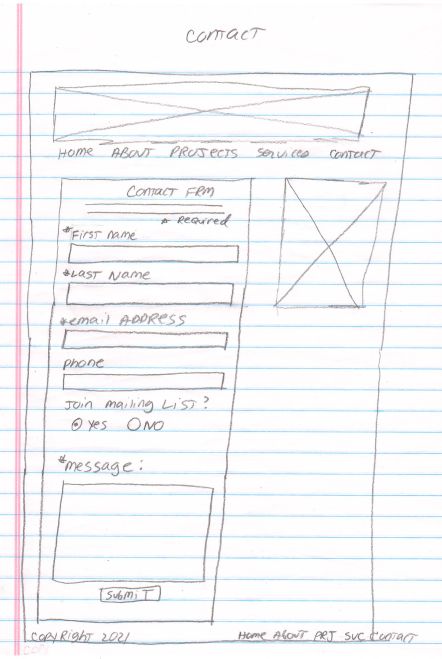 Contact
Home ABOUT PROJECTS Services Contact
Contact FRM
* Required
*First name
*Last Name
*email ADDRESS
phone
Join mailing List?
Yes NO
*message:
Submit
Copyright 2021
Home About PRJ SVC Contact